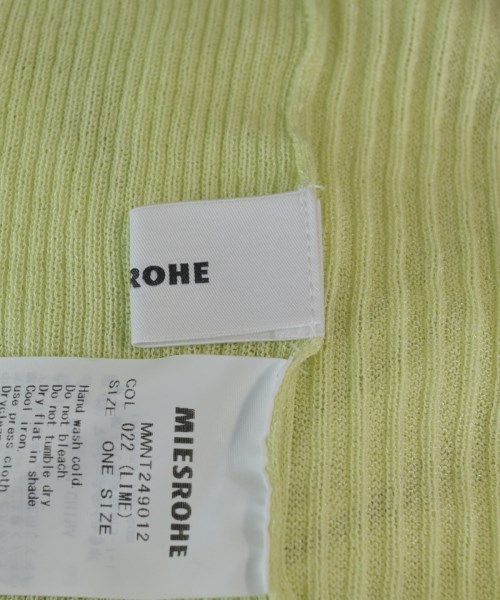 ROHE
MIESROHE
MWNT249012
COL 022 (LIME)
SIZE ONE SIZE
Hand wash cold.
Do not bleach
Do not tumble dry
Dry flat in shade
Cool iron.
use press cloth